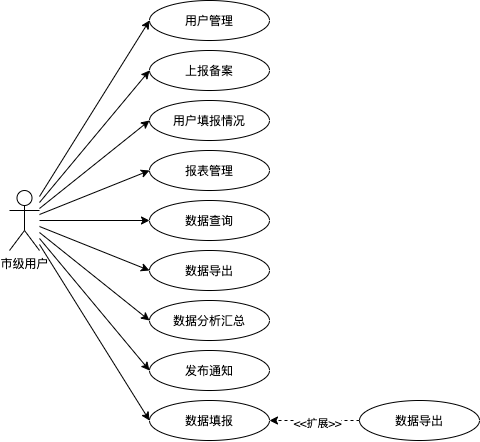 用户管理
上报备案
用户填报情况
报表管理
数据查询
市级用户
数据导出
数据分析汇总
发布通知
数据填报
<<扩展>>
数据导出